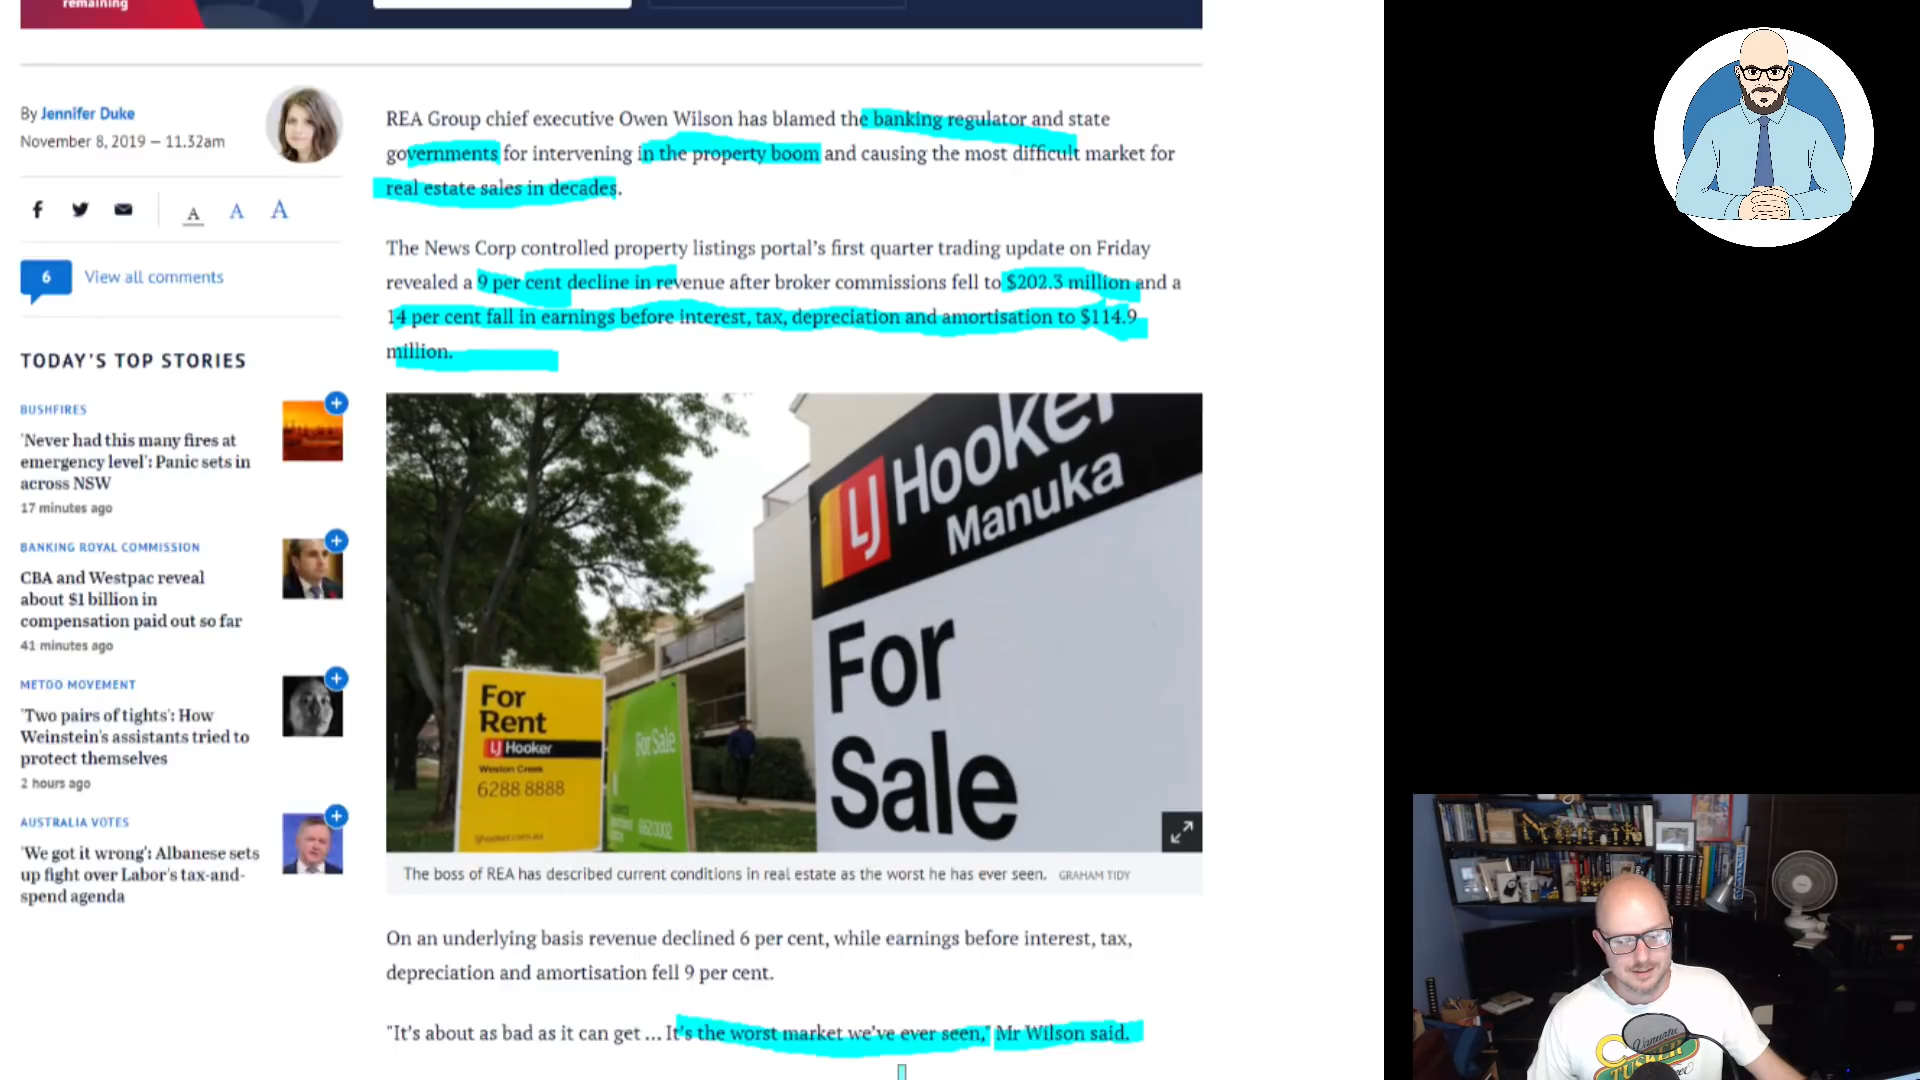 remaining
By Jennifer Duke
November 8, 2019 – 11.32am
A A A
6 View all comments
TODAY'S TOP STORIES
BUSHFIRES
'Never had this many fires at
emergency level': Panic sets in
across NSW
17 minutes ago
BANKING ROYAL COMMISSION
CBA and Westpac reveal
about $1 billion in
compensation paid out so far
41 minutes ago
METOO MOVEMENT
'Two pairs of tights': How
Weinstein's assistants tried to
protect themselves
2 hours ago
AUSTRALIA VOTES
'We got it wrong': Albanese sets
up fight over Labor's tax-and-
spend agenda
REA Group chief executive Owen Wilson has blamed the banking regulator and state
governments for intervening in the property boom and causing the most difficult market for
real estate sales in decades.
The News Corp controlled property listings portal's first quarter trading update on Friday
revealed a 9 per cent decline in revenue after broker commissions fell to $202.3 million and a
14 per cent fall in earnings before interest, tax, depreciation and amortisation to $114.9
million.
LJ Hooker
Manuka
For
Sale
For
Rent
LJ Hooker
Weston Creek
6288 8888
For Sale
The boss of REA has described current conditions in real estate as the worst he has ever seen. GRAHAM TIDY
On an underlying basis revenue declined 6 per cent, while earnings before interest, tax,
depreciation and amortisation fell 9 per cent.
"It's about as bad as it can get ... It's the worst market we've ever seen," Mr Wilson said.
Vanuatu
TUSKER